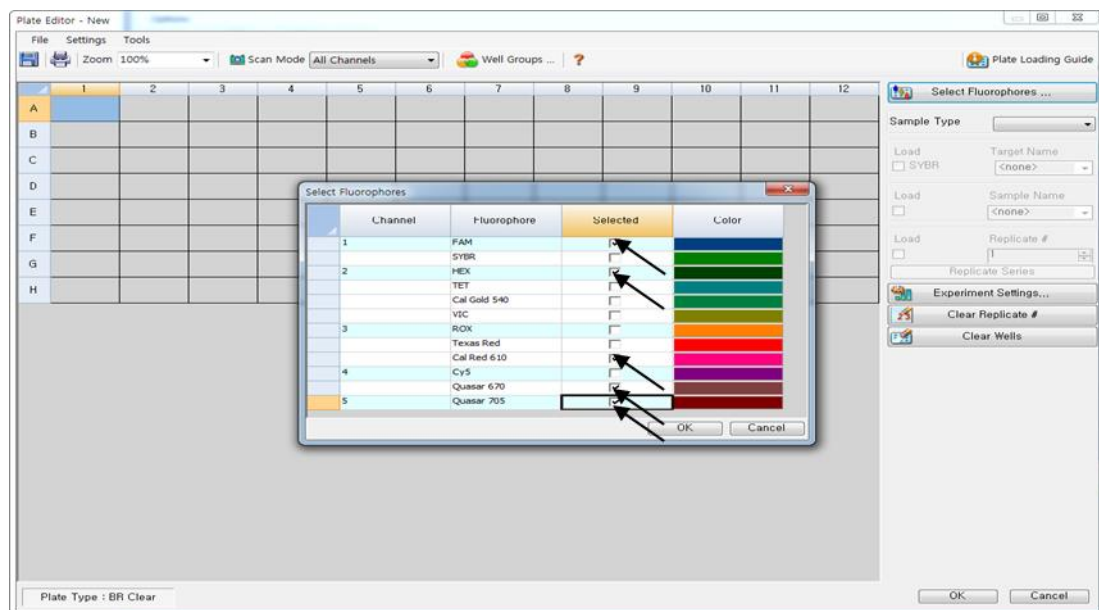 Plate Editor - New
File Settings Tools
Zoom 100% Scan Mode All Channels Well Groups ... ? Plate Loading Guide
1 2 3 4 5 6 7 8 9 10 11 12
A
B
C
D
E
F
G
H
Select Fluorophores ...
Sample Type
Load Target Name
SYBR <none>
Load Sample Name
<none>
Load Replicate #
1
Replicate Series
Experiment Settings...
Clear Replicate #
Clear Wells
Select Fluorophores
Channel Fluorophore Selected Color
1 FAM
SYBR
2 HEX
TET
Cal Gold 540
VIC
3 ROX
Texas Red
Cal Red 610
4 Cy5
Quasar 670
5 Quasar 705
OK Cancel
Plate Type : BR Clear
OK Cancel